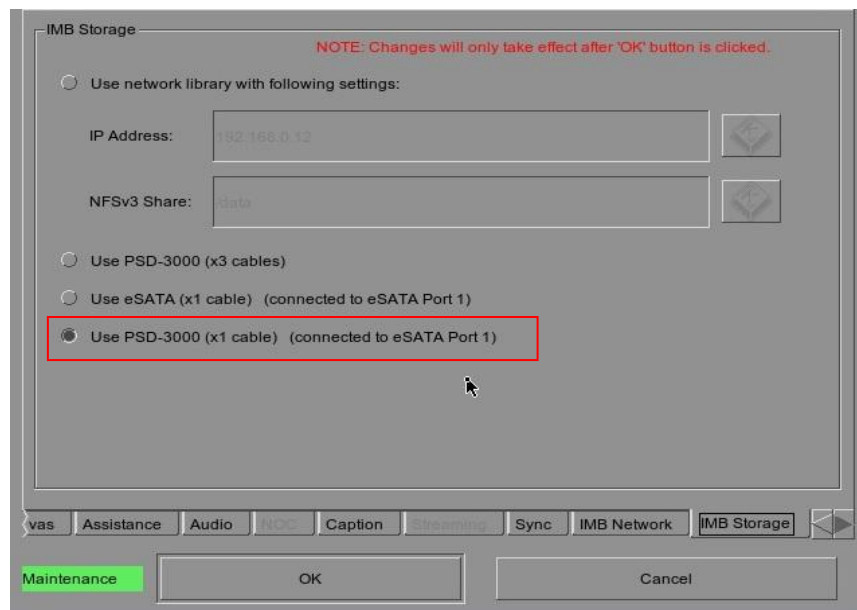 IMB Storage
NOTE: Changes will only take effect after 'OK' button is clicked.
Use network library with following settings:
IP Address: 192.168.0.12
NFSv3 Share: /data
Use PSD-3000 (x3 cables)
Use eSATA (x1 cable) (connected to eSATA Port 1)
Use PSD-3000 (x1 cable) (connected to eSATA Port 1)
vas Assistance Audio NOC Caption Streaming Sync IMB Network IMB Storage
Maintenance OK Cancel